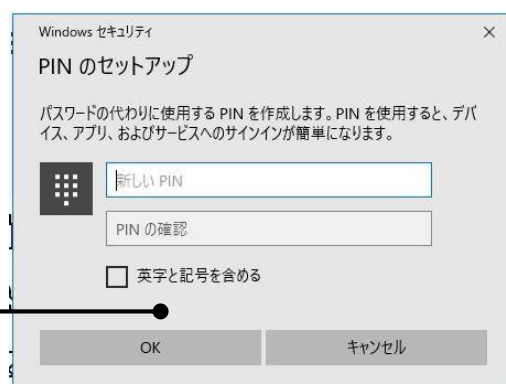 Windows セキュリティ
PIN のセットアップ
パスワードの代わりに使用する PIN を作成します。PIN を使用すると、デバ
イス、アプリ、およびサービスへのサインインが簡単になります。
新しい PIN
PIN の確認
英字と記号を含める
OK
キャンセル